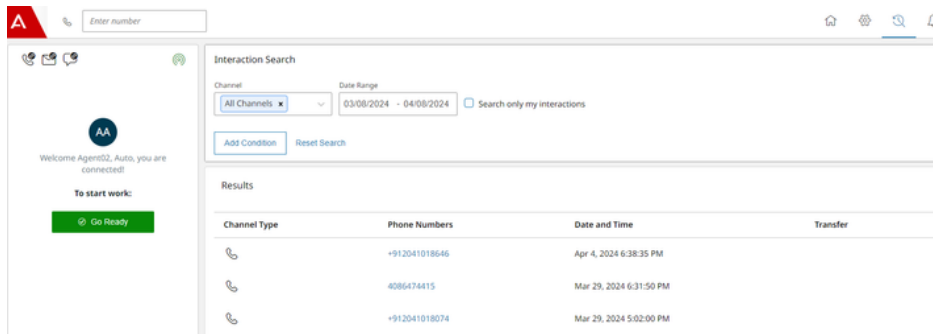 Enter number
Interaction Search
Channel
Date Range
All Channels x
03/08/2024 - 04/08/2024
Search only my interactions
Add Condition
Reset Search
AA
Welcome Agent02, Auto, you are
connected!
To start work:
Go Ready
Results
Channel Type Phone Numbers Date and Time Transfer
+912041018646 Apr 4, 2024 6:38:35 PM
4086474415 Mar 29, 2024 6:31:50 PM
+912041018074 Mar 29, 2024 5:02:00 PM